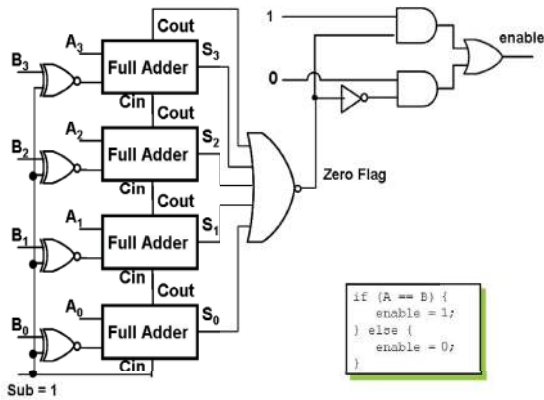 Cout
A3
S3
B3
Full Adder
Cin
Cout
A2
S2
B2
Full Adder
Cin
Cout
A1
S1
B1
Full Adder
Cin
Cout
A0
S0
B0
Full Adder
Cin
Sub = 1
1
0
enable
Zero Flag
if (A == B) {
enable = 1;
} else {
enable = 0;
}